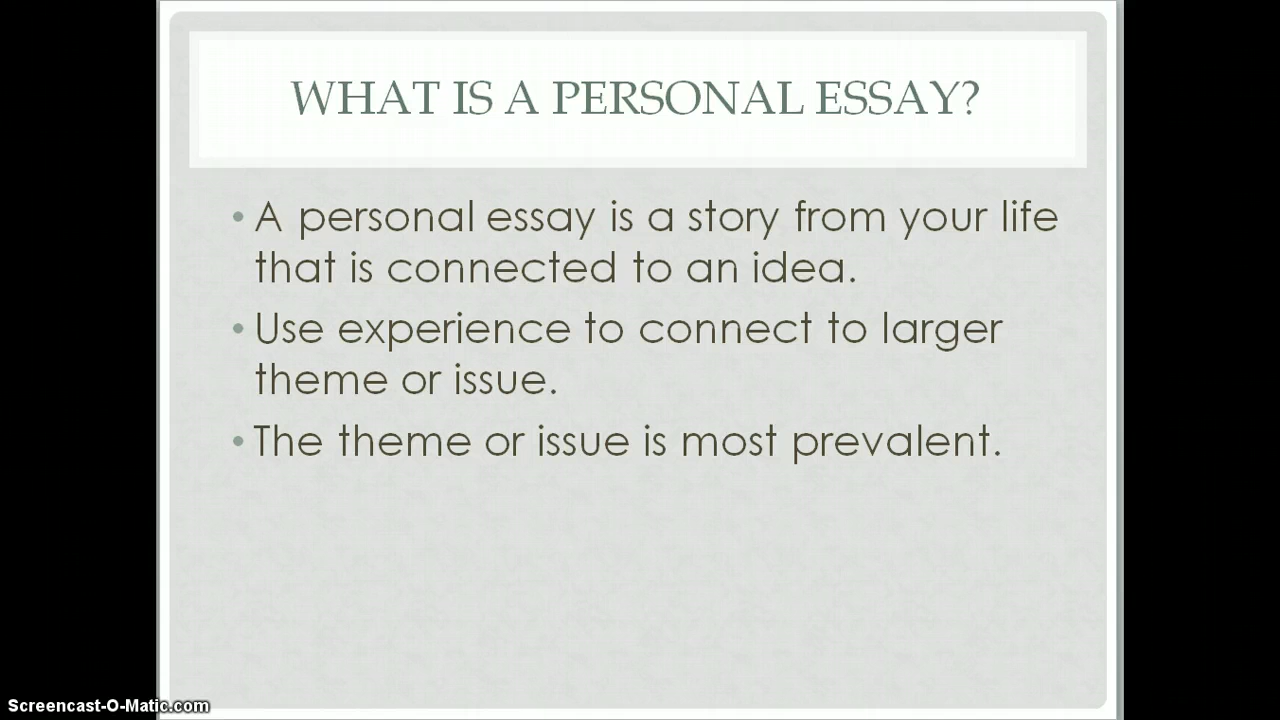 WHAT IS A PERSONAL ESSAY?
• A personal essay is a story from your life
that is connected to an idea.
• Use experience to connect to larger
theme or issue.
• The theme or issue is most prevalent.
Screencast-O-Matic.com